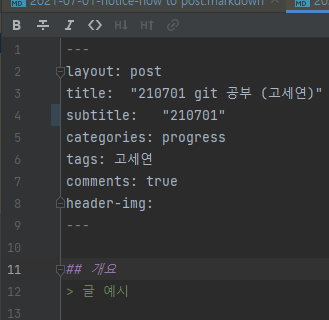 2021-07-01-notice-how to post.markdown
20
B I <> H↓ H↑
1 ---
2 layout: post
3 title:  "210701 git 공부 (고세연)"
4 subtitle:   "210701"
5 categories: progress
6 tags: 고세연
7 comments: true
8 header-img:
9 ---
10
11 ## 개요
12 > 글 예시
13